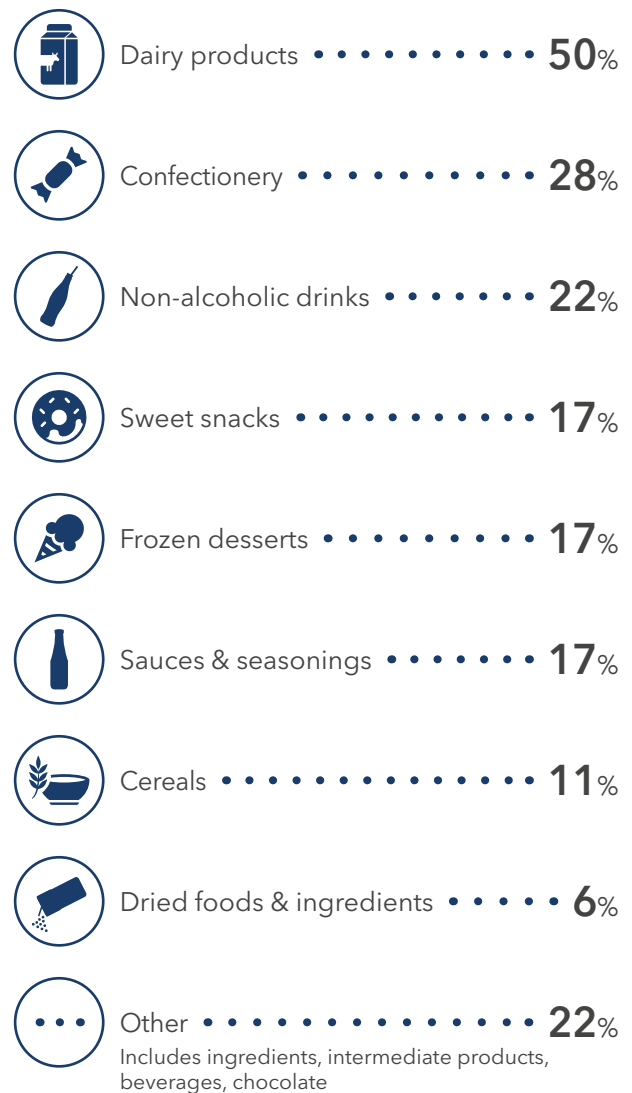 Dairy products 50%
Confectionery 28%
Non-alcoholic drinks 22%
Sweet snacks 17%
Frozen desserts 17%
Sauces & seasonings 17%
Cereals 11%
Dried foods & ingredients 6%
Other 22%
Includes ingredients, intermediate products,
beverages, chocolate